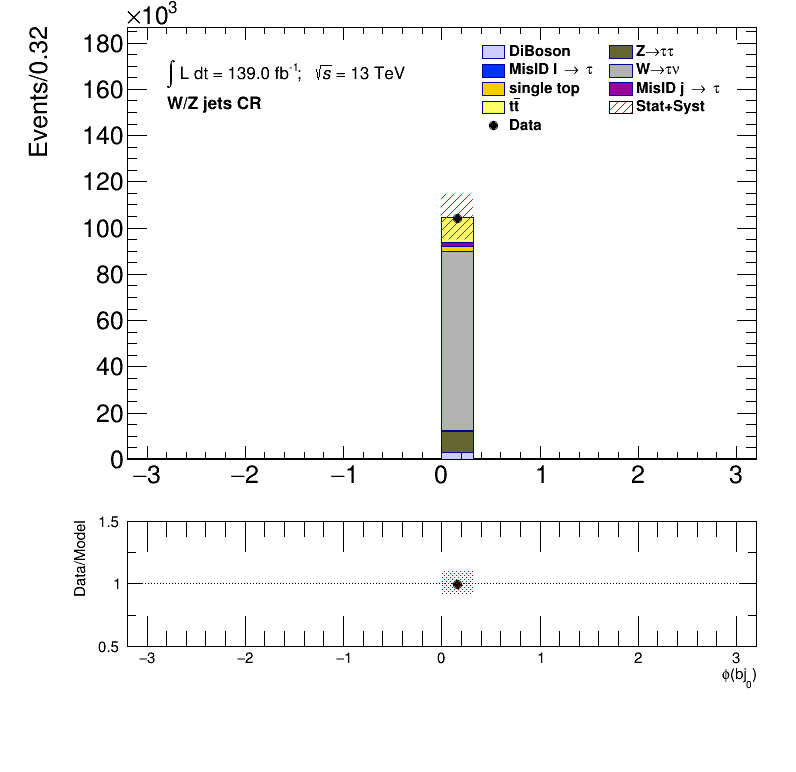 ×10³
Events/0.32
180
160
140
120
100
80
60
40
20
0
∫ L dt = 139.0 fb⁻¹; √s = 13 TeV
W/Z jets CR
DiBoson
MisID l → τ
single top
tt̄
Data
Z→ττ
W→τν
MisID j → τ
Stat+Syst
−3 −2 −1 0 1 2 3
Data/Model
1.5
1
0.5
−3 −2 −1 0 1 2 3
ϕ(bj₀)